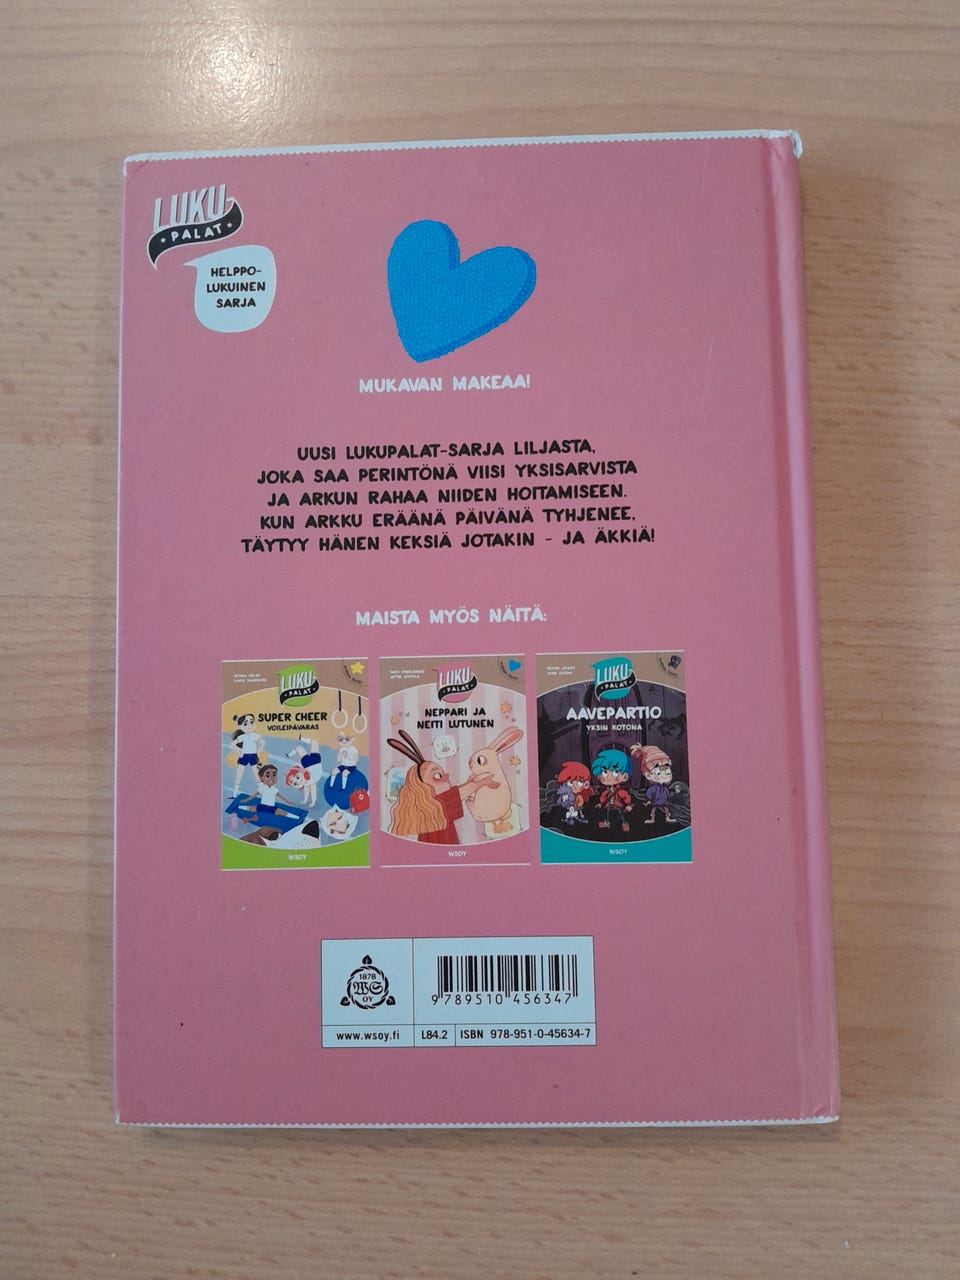 LUKU-
PALAT
HELPPO-
LUKUINEN
SARJA
MUKAVAN MAKEAA!
UUSI LUKUPALAT-SARJA LILJASTA,
JOKA SAA PERINTÖNÄ VIISI YKSISARVISTA
JA ARKUN RAHAA NIIDEN HOITAMISEEN.
KUN ARKKU ERÄÄNÄ PÄIVÄNÄ TYHJENEE,
TÄYTYY HÄNEN KEKSIÄ JOTAKIN – JA ÄKKIÄ!
MAISTA MYÖS NÄITÄ:
LUKU-
PALAT
SUPER CHEER
VOILEIPÄVARAS
WSOY
LUKU-
PALAT
NEPPARI JA
NEITI LUTUNEN
WSOY
LUKU-
PALAT
AAVEPARTIO
YKSIN KOTONA
WSOY
1878
WS
OY
9 789510 456347
www.wsoy.fi
L84.2
ISBN 978-951-0-45634-7